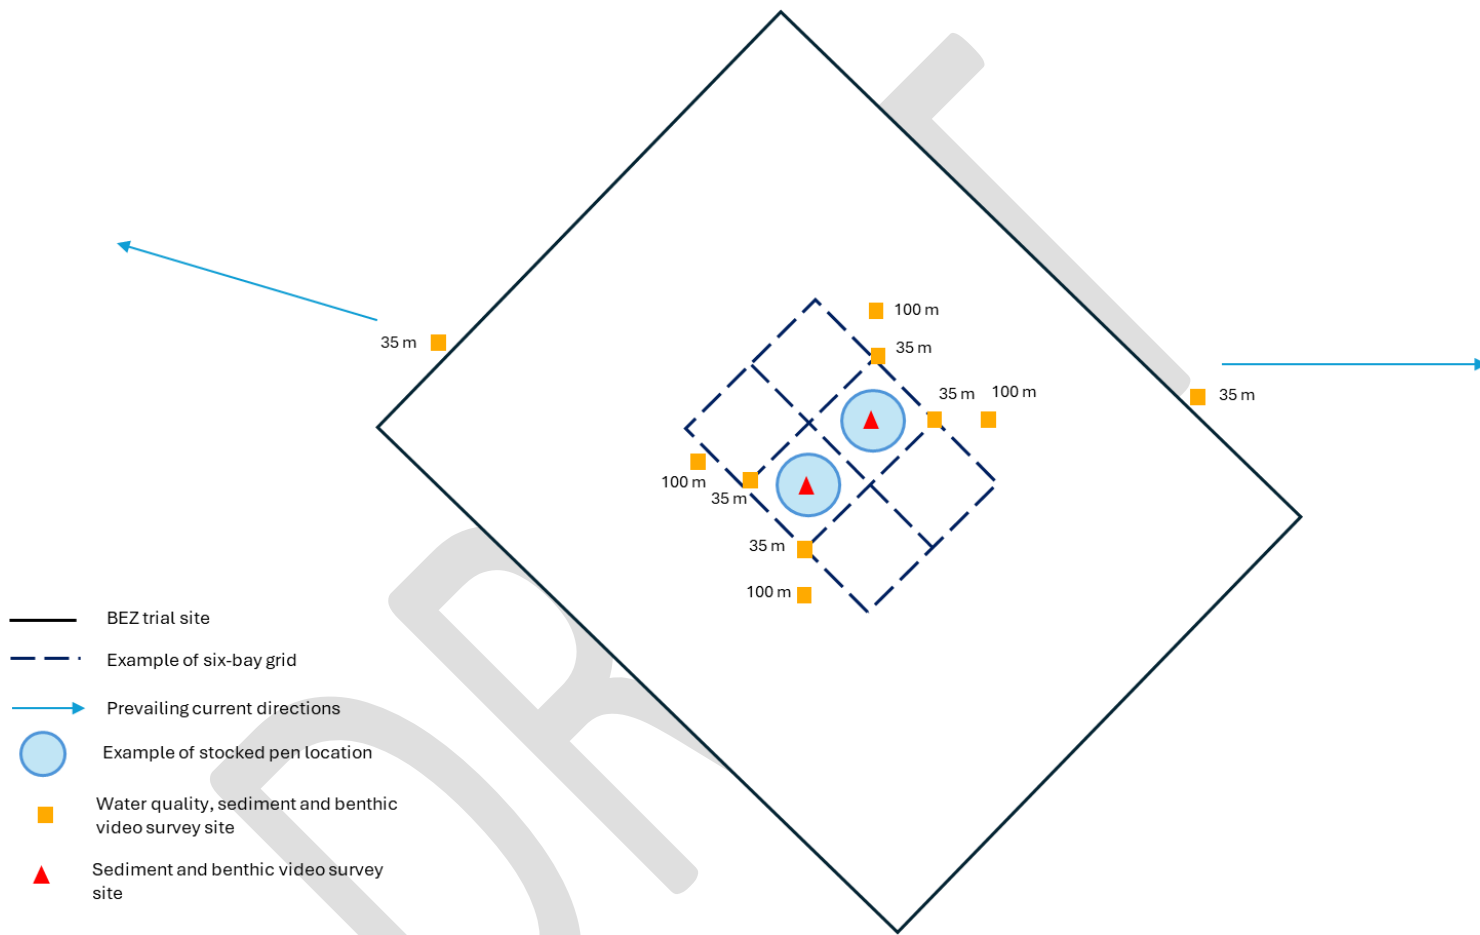 100 m
35 m
35 m
35 m
100 m
35 m
100 m
35 m
35 m
100 m
BEZ trial site
Example of six-bay grid
Prevailing current directions
Example of stocked pen location
Water quality, sediment and benthic
video survey site
Sediment and benthic video survey
site